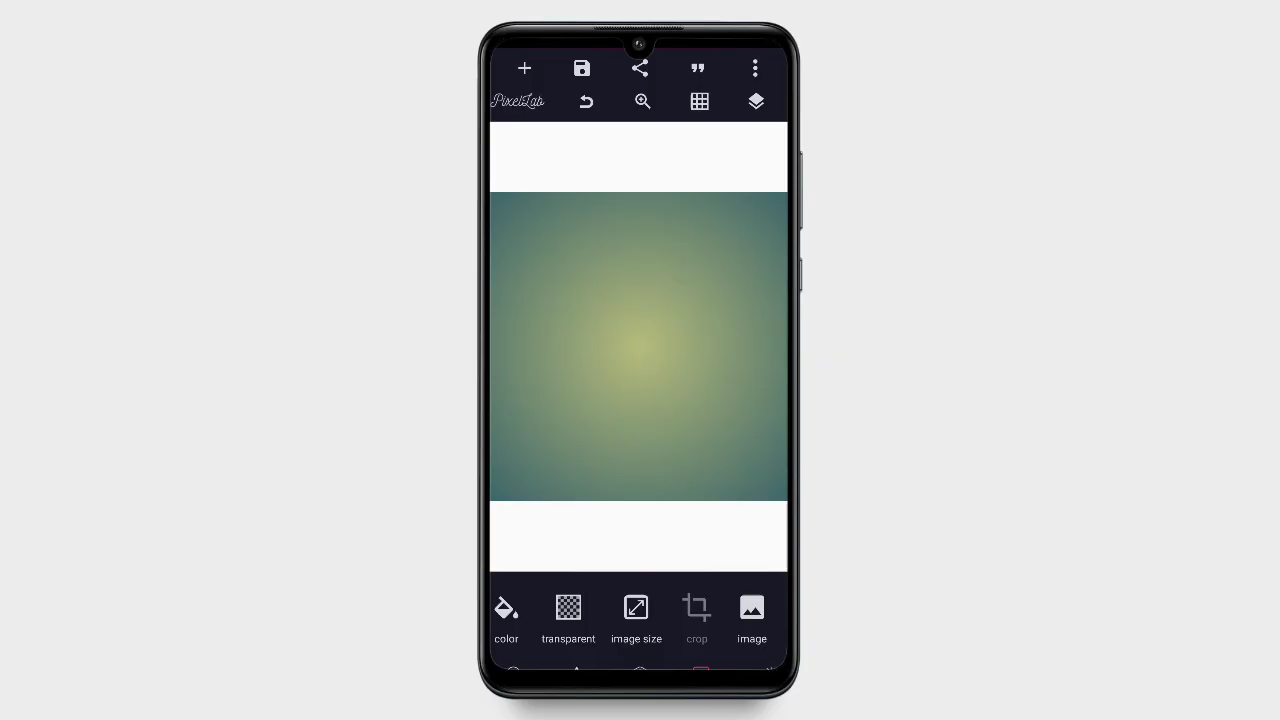 PixelLab
color
transparent
image size
crop
image